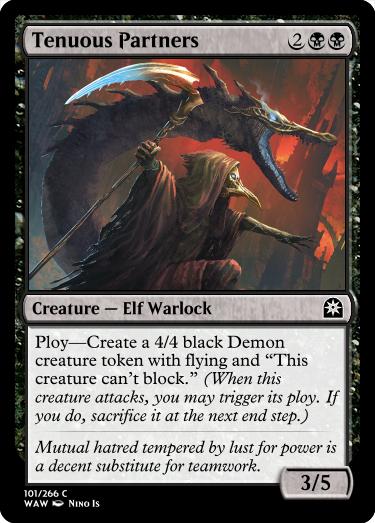 Tenuous Partners 2
Creature — Elf Warlock
Ploy—Create a 4/4 black Demon
creature token with flying and “This
creature can’t block.” (When this
creature attacks, you may trigger its ploy. If
you do, sacrifice it at the next end step.)
Mutual hatred tempered by lust for power is
a decent substitute for teamwork.
3/5
101/266 C
WAW Nino Is